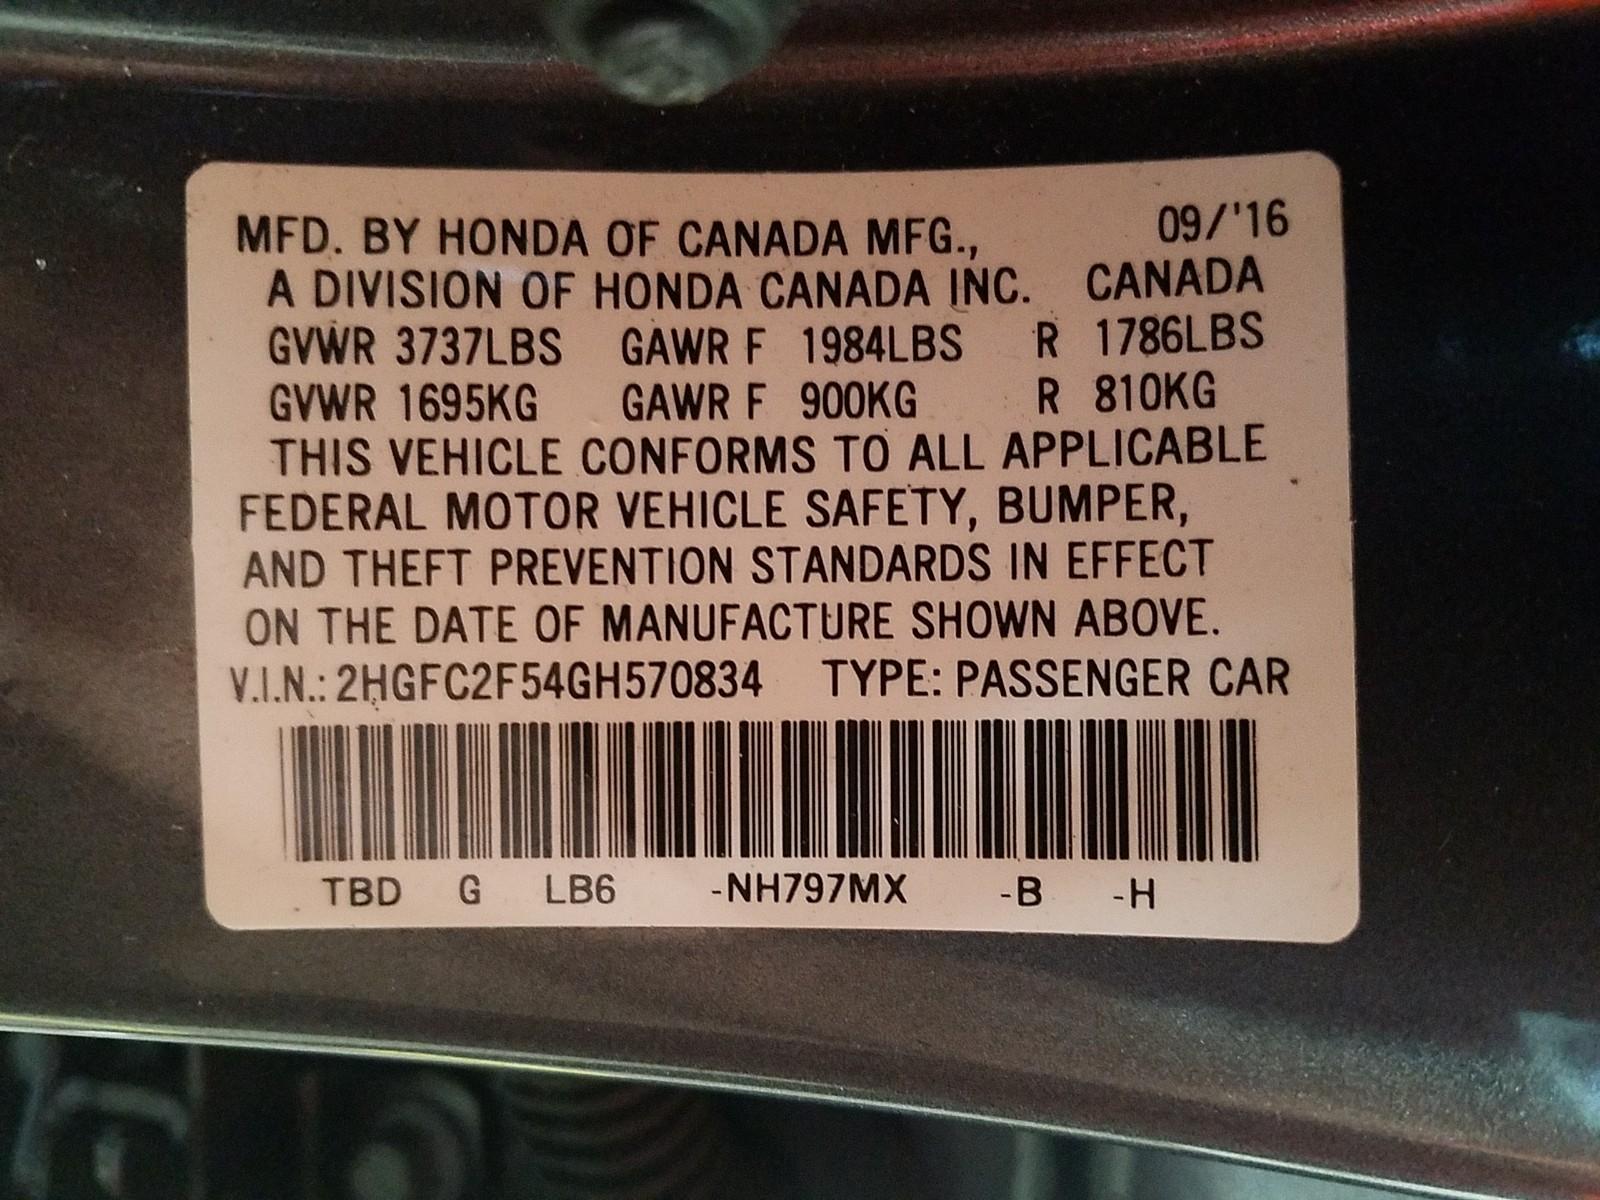 MFD. BY HONDA OF CANADA MFG., 09/'16
A DIVISION OF HONDA CANADA INC. CANADA
GVWR 3737LBS GAWR F 1984LBS R 1786LBS
GVWR 1695KG GAWR F 900KG R 810KG
THIS VEHICLE CONFORMS TO ALL APPLICABLE
FEDERAL MOTOR VEHICLE SAFETY, BUMPER,
AND THEFT PREVENTION STANDARDS IN EFFECT
ON THE DATE OF MANUFACTURE SHOWN ABOVE.
V.I.N.: 2HGFC2F54GH570834 TYPE: PASSENGER CAR
TBD G LB6 -NH797MX -B -H